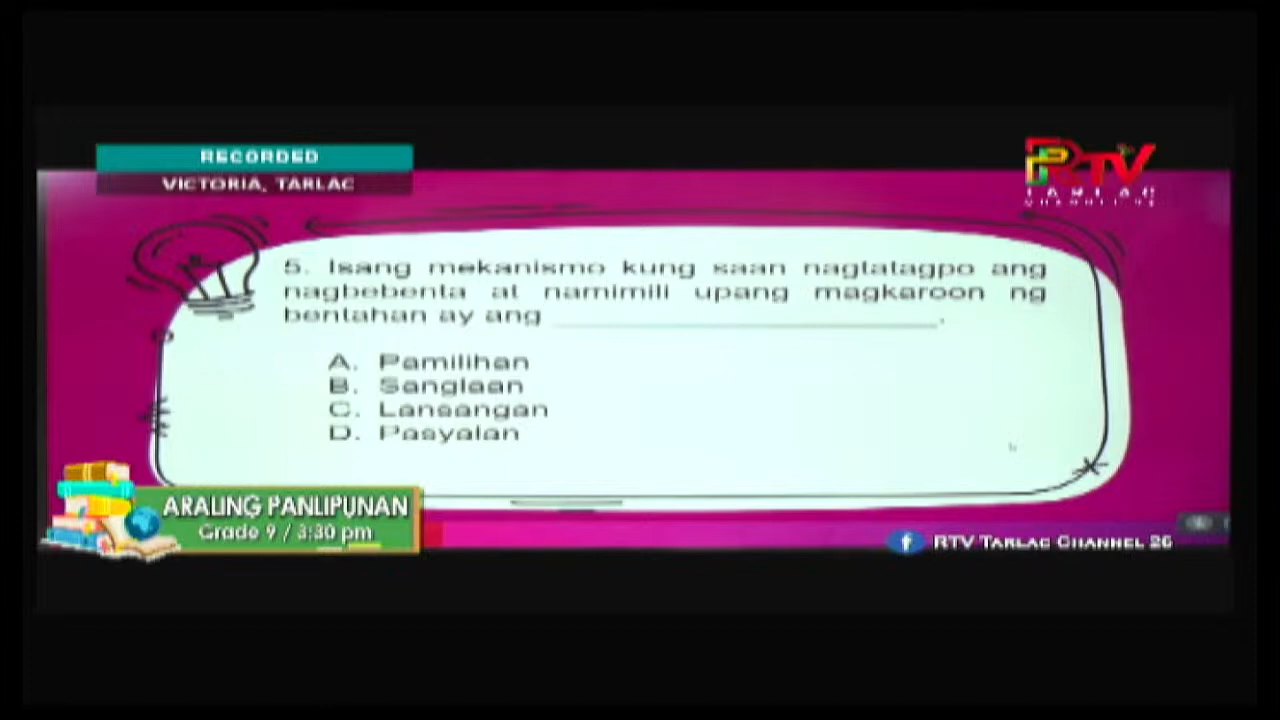 RECORDED
VICTORIA, TARLAC
RTV
TARLAC
5. Isang mekanismo kung saan nagtatagpo ang
nagbebenta at namimili upang magkaroon ng
bentahan ay ang ____________________.
A. Pamilihan
B. Sanglaan
C. Lansangan
D. Pasyalan
ARALING PANLIPUNAN
Grade 9 / 3:30 pm
RTV TARLAC CHANNEL 26